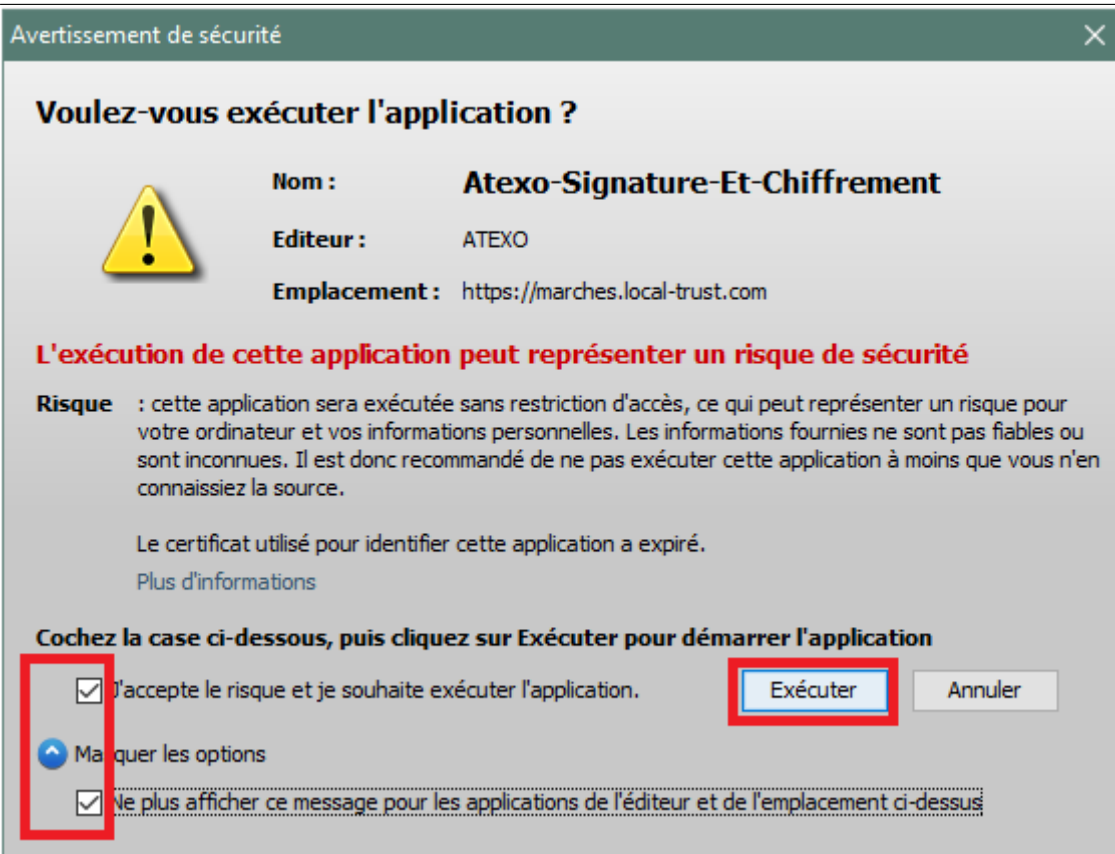 Avertissement de sécurité
Voulez-vous exécuter l'application ?
Nom : Atexo-Signature-Et-Chiffrement
Editeur : ATEXO
Emplacement : https://marches.local-trust.com
L'exécution de cette application peut représenter un risque de sécurité
Risque : cette application sera exécutée sans restriction d'accès, ce qui peut représenter un risque pour
votre ordinateur et vos informations personnelles. Les informations fournies ne sont pas fiables ou
sont inconnues. Il est donc recommandé de ne pas exécuter cette application à moins que vous n'en
connaissiez la source.
Le certificat utilisé pour identifier cette application a expiré.
Plus d'informations
Cochez la case ci-dessous, puis cliquez sur Exécuter pour démarrer l'application
J'accepte le risque et je souhaite exécuter l'application. Exécuter Annuler
Masquer les options
Ne plus afficher ce message pour les applications de l'éditeur et de l'emplacement ci-dessus